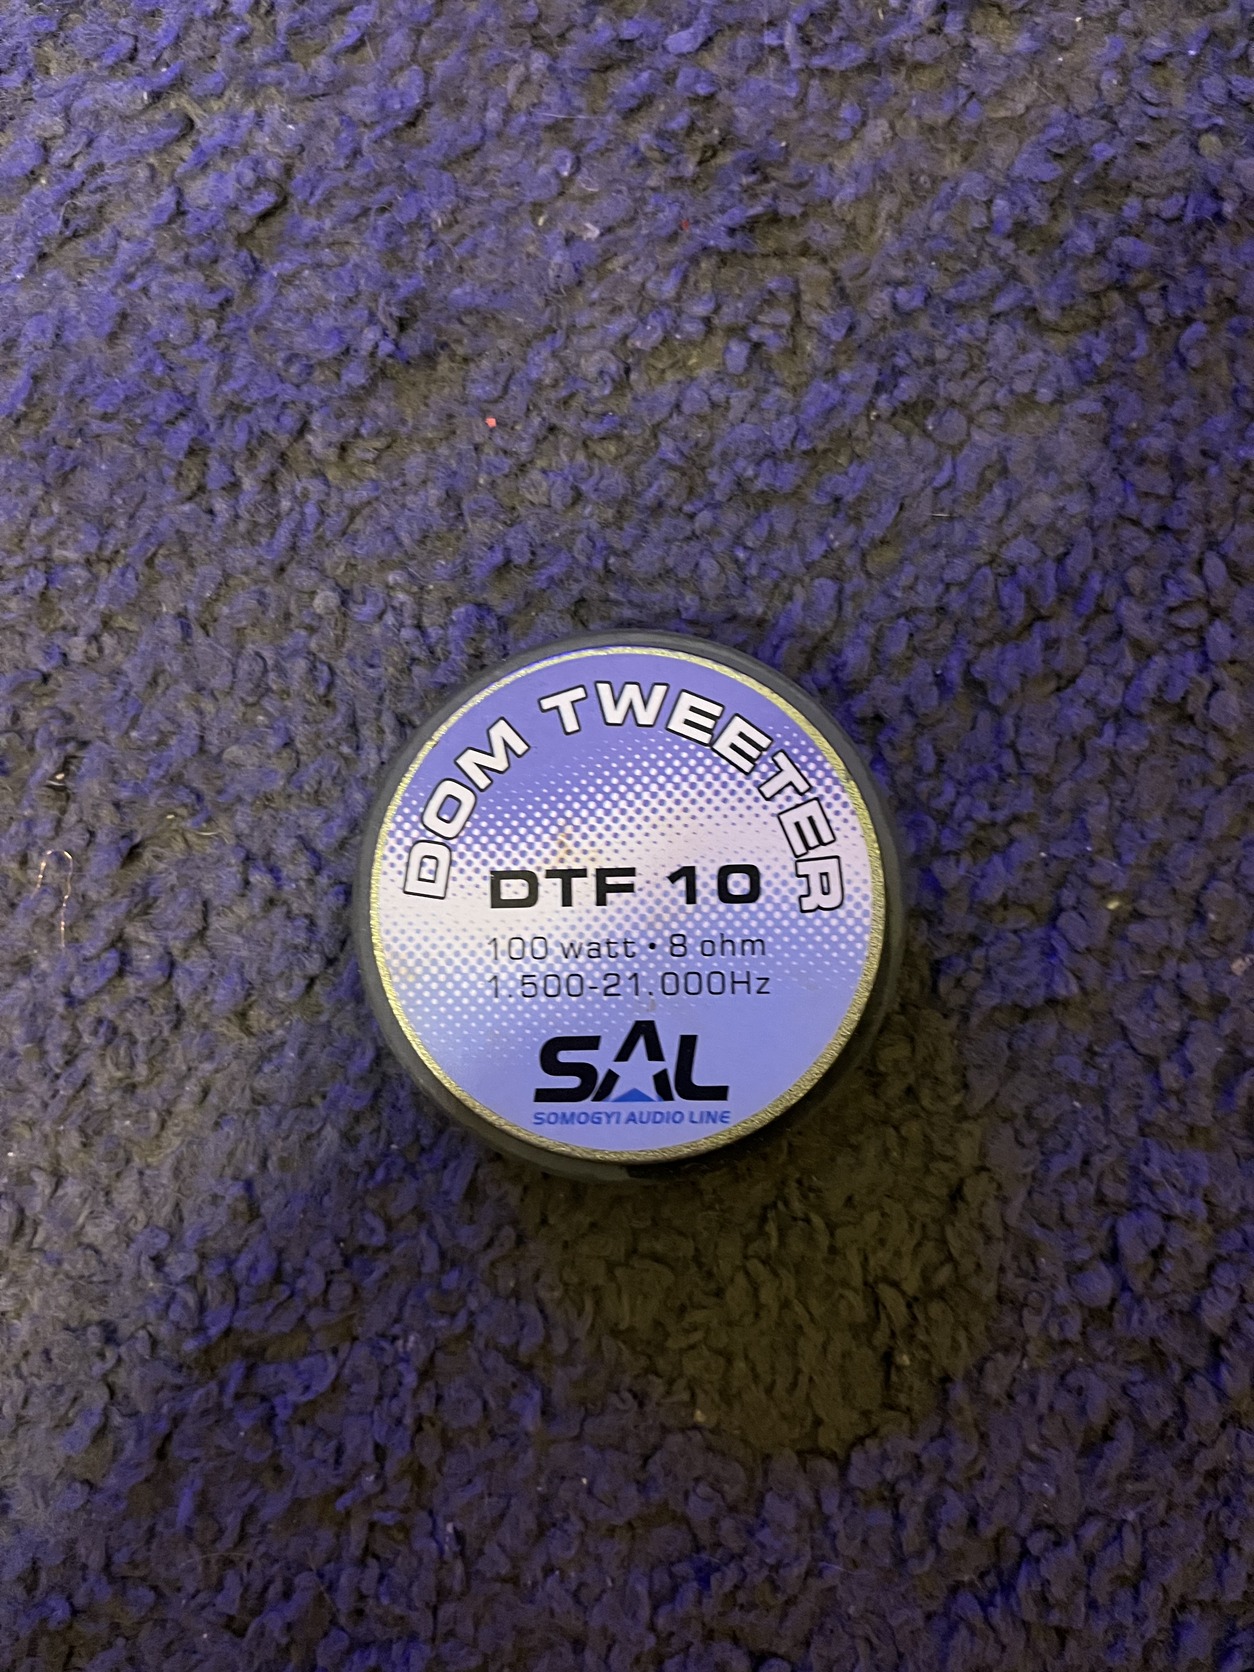 DOM TWEETER
DTF 10
100 watt • 8 ohm
1.500-21.000Hz
SAL
SOMOGYI AUDIO LINE